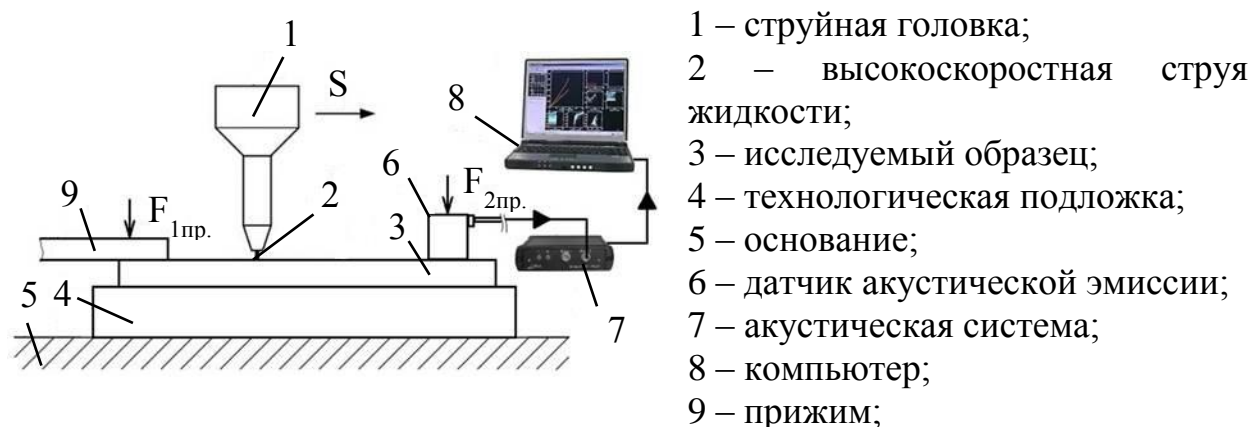 1
S
8
6
F2пр.
9
F1пр.
2
3
5
4
7
1 – струйная головка;
2 – высокоскоростная струя
жидкости;
3 – исследуемый образец;
4 – технологическая подложка;
5 – основание;
6 – датчик акустической эмиссии;
7 – акустическая система;
8 – компьютер;
9 – прижим;